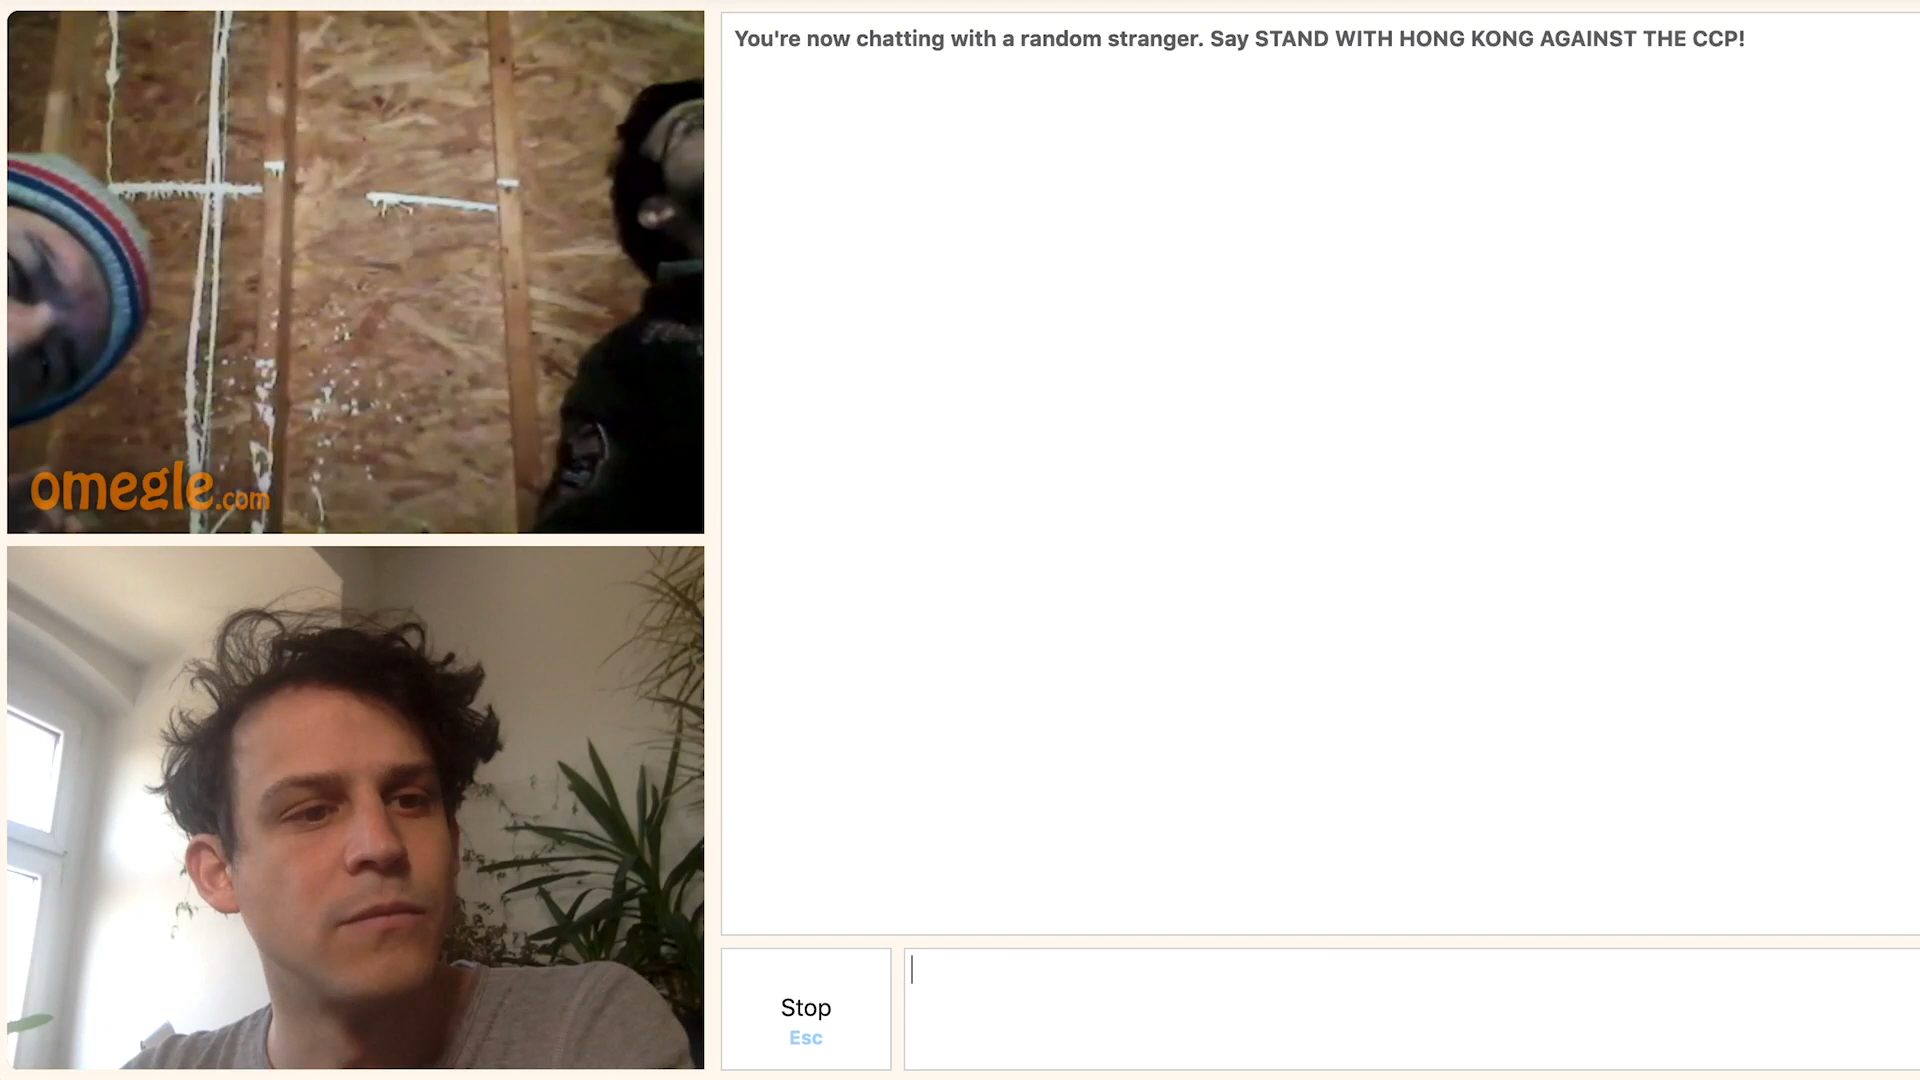 You're now chatting with a random stranger. Say STAND WITH HONG KONG AGAINST THE CCP!
omegle.com
Stop
Esc